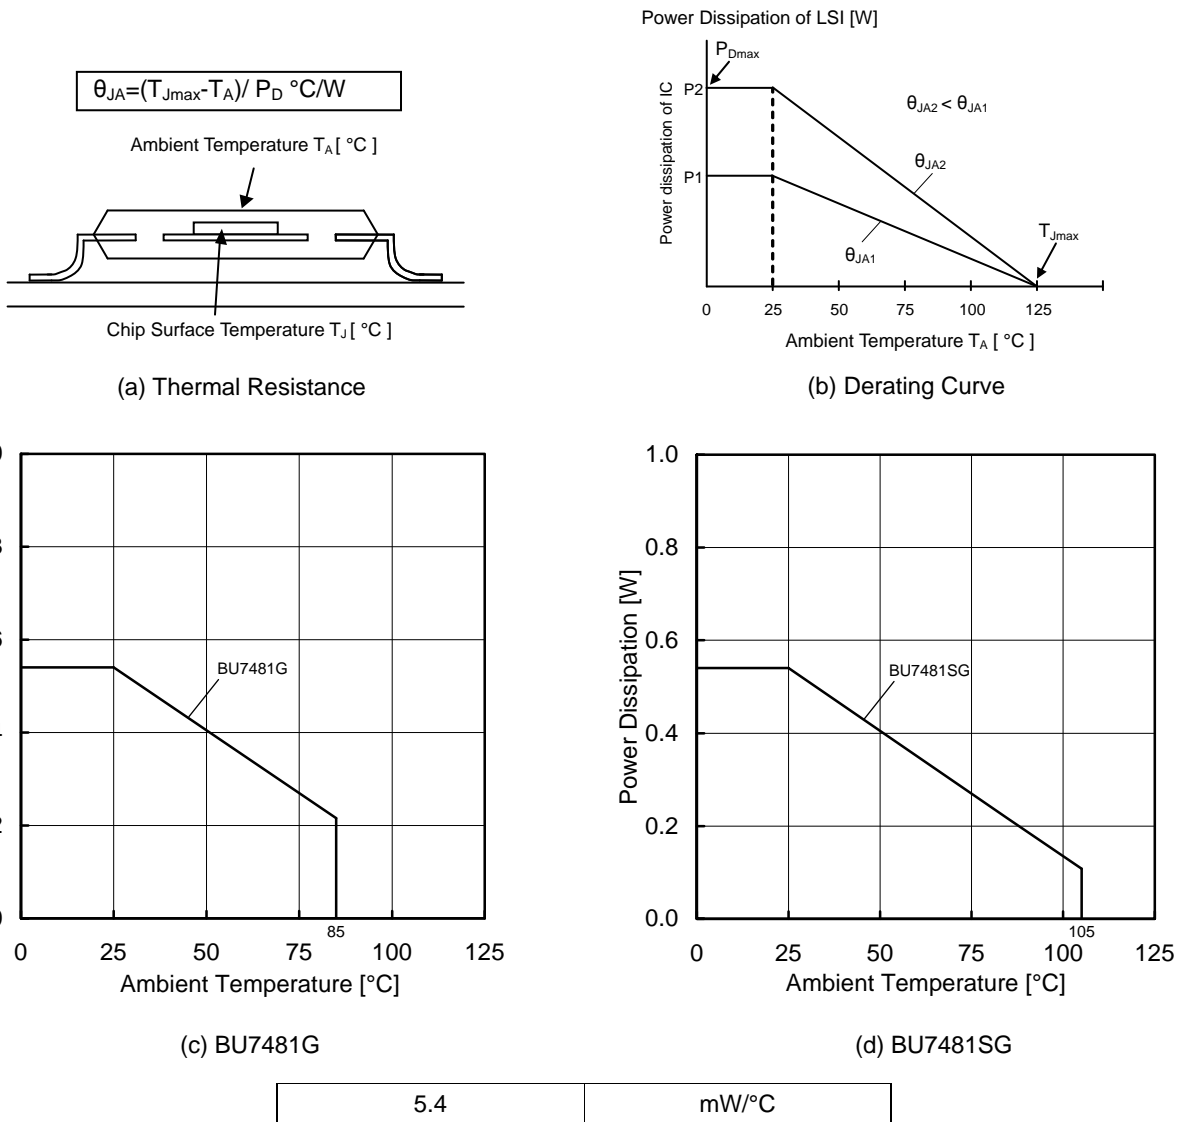 Power Dissipation of LSI [W]
θJA=(TJmax-TA)/ PD °C/W
Ambient Temperature TA [ °C ]
Chip Surface Temperature TJ [ °C ]
(a) Thermal Resistance
PDmax
P2
P1
Power dissipation of IC
θJA2 < θJA1
θJA2
θJA1
TJmax
0 25 50 75 100 125
Ambient Temperature TA [ °C ]
(b) Derating Curve
BU7481G
85
0 25 50 75 100 125
Ambient Temperature [°C]
(c) BU7481G
1.0
0.8
0.6
0.4
0.2
0.0
Power Dissipation [W]
BU7481SG
105
0 25 50 75 100 125
Ambient Temperature [°C]
(d) BU7481SG
5.4 mW/°C